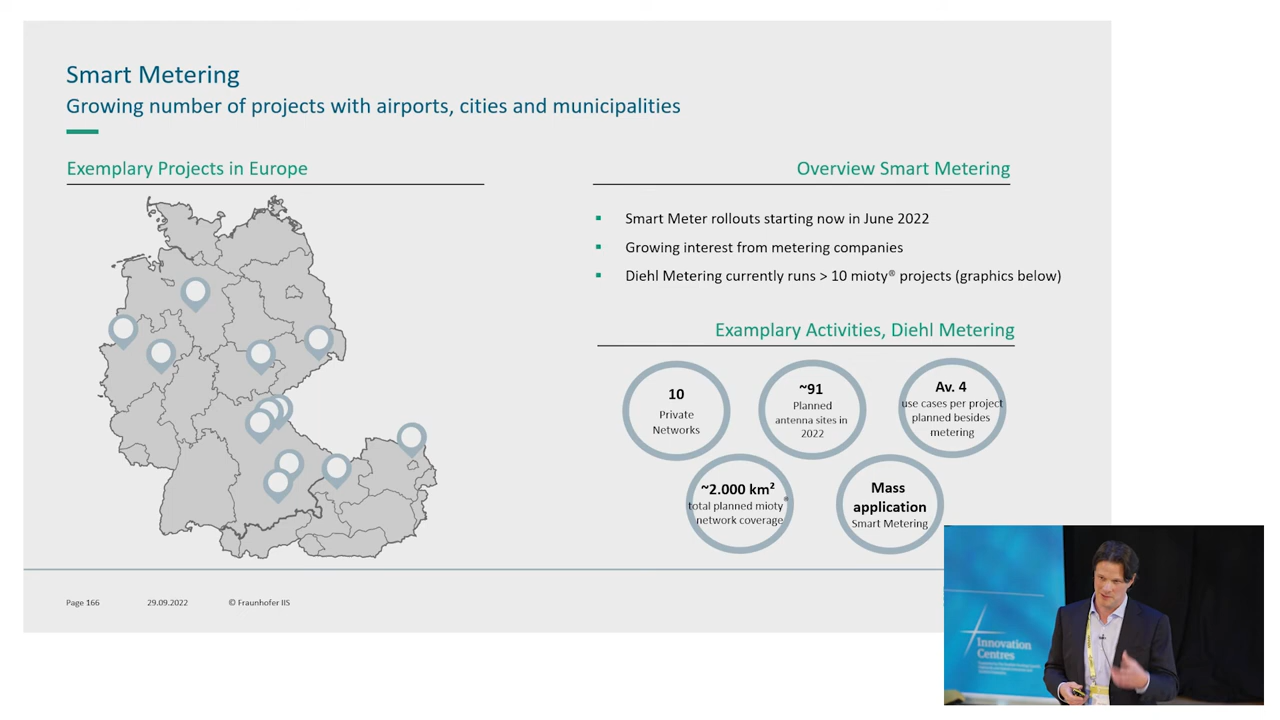 Smart Metering
Growing number of projects with airports, cities and municipalities
Exemplary Projects in Europe
Overview Smart Metering
▪ Smart Meter rollouts starting now in June 2022
▪ Growing interest from metering companies
▪ Diehl Metering currently runs > 10 mioty® projects (graphics below)
Examplary Activities, Diehl Metering
10
Private
Networks
~91
Planned
antenna sites in
2022
Av. 4
use cases per project
planned besides
metering
~2.000 km²
total planned mioty®
network coverage
Mass
application
Smart Metering
Page 166
29.09.2022
© Fraunhofer IIS
Innovation
Centres